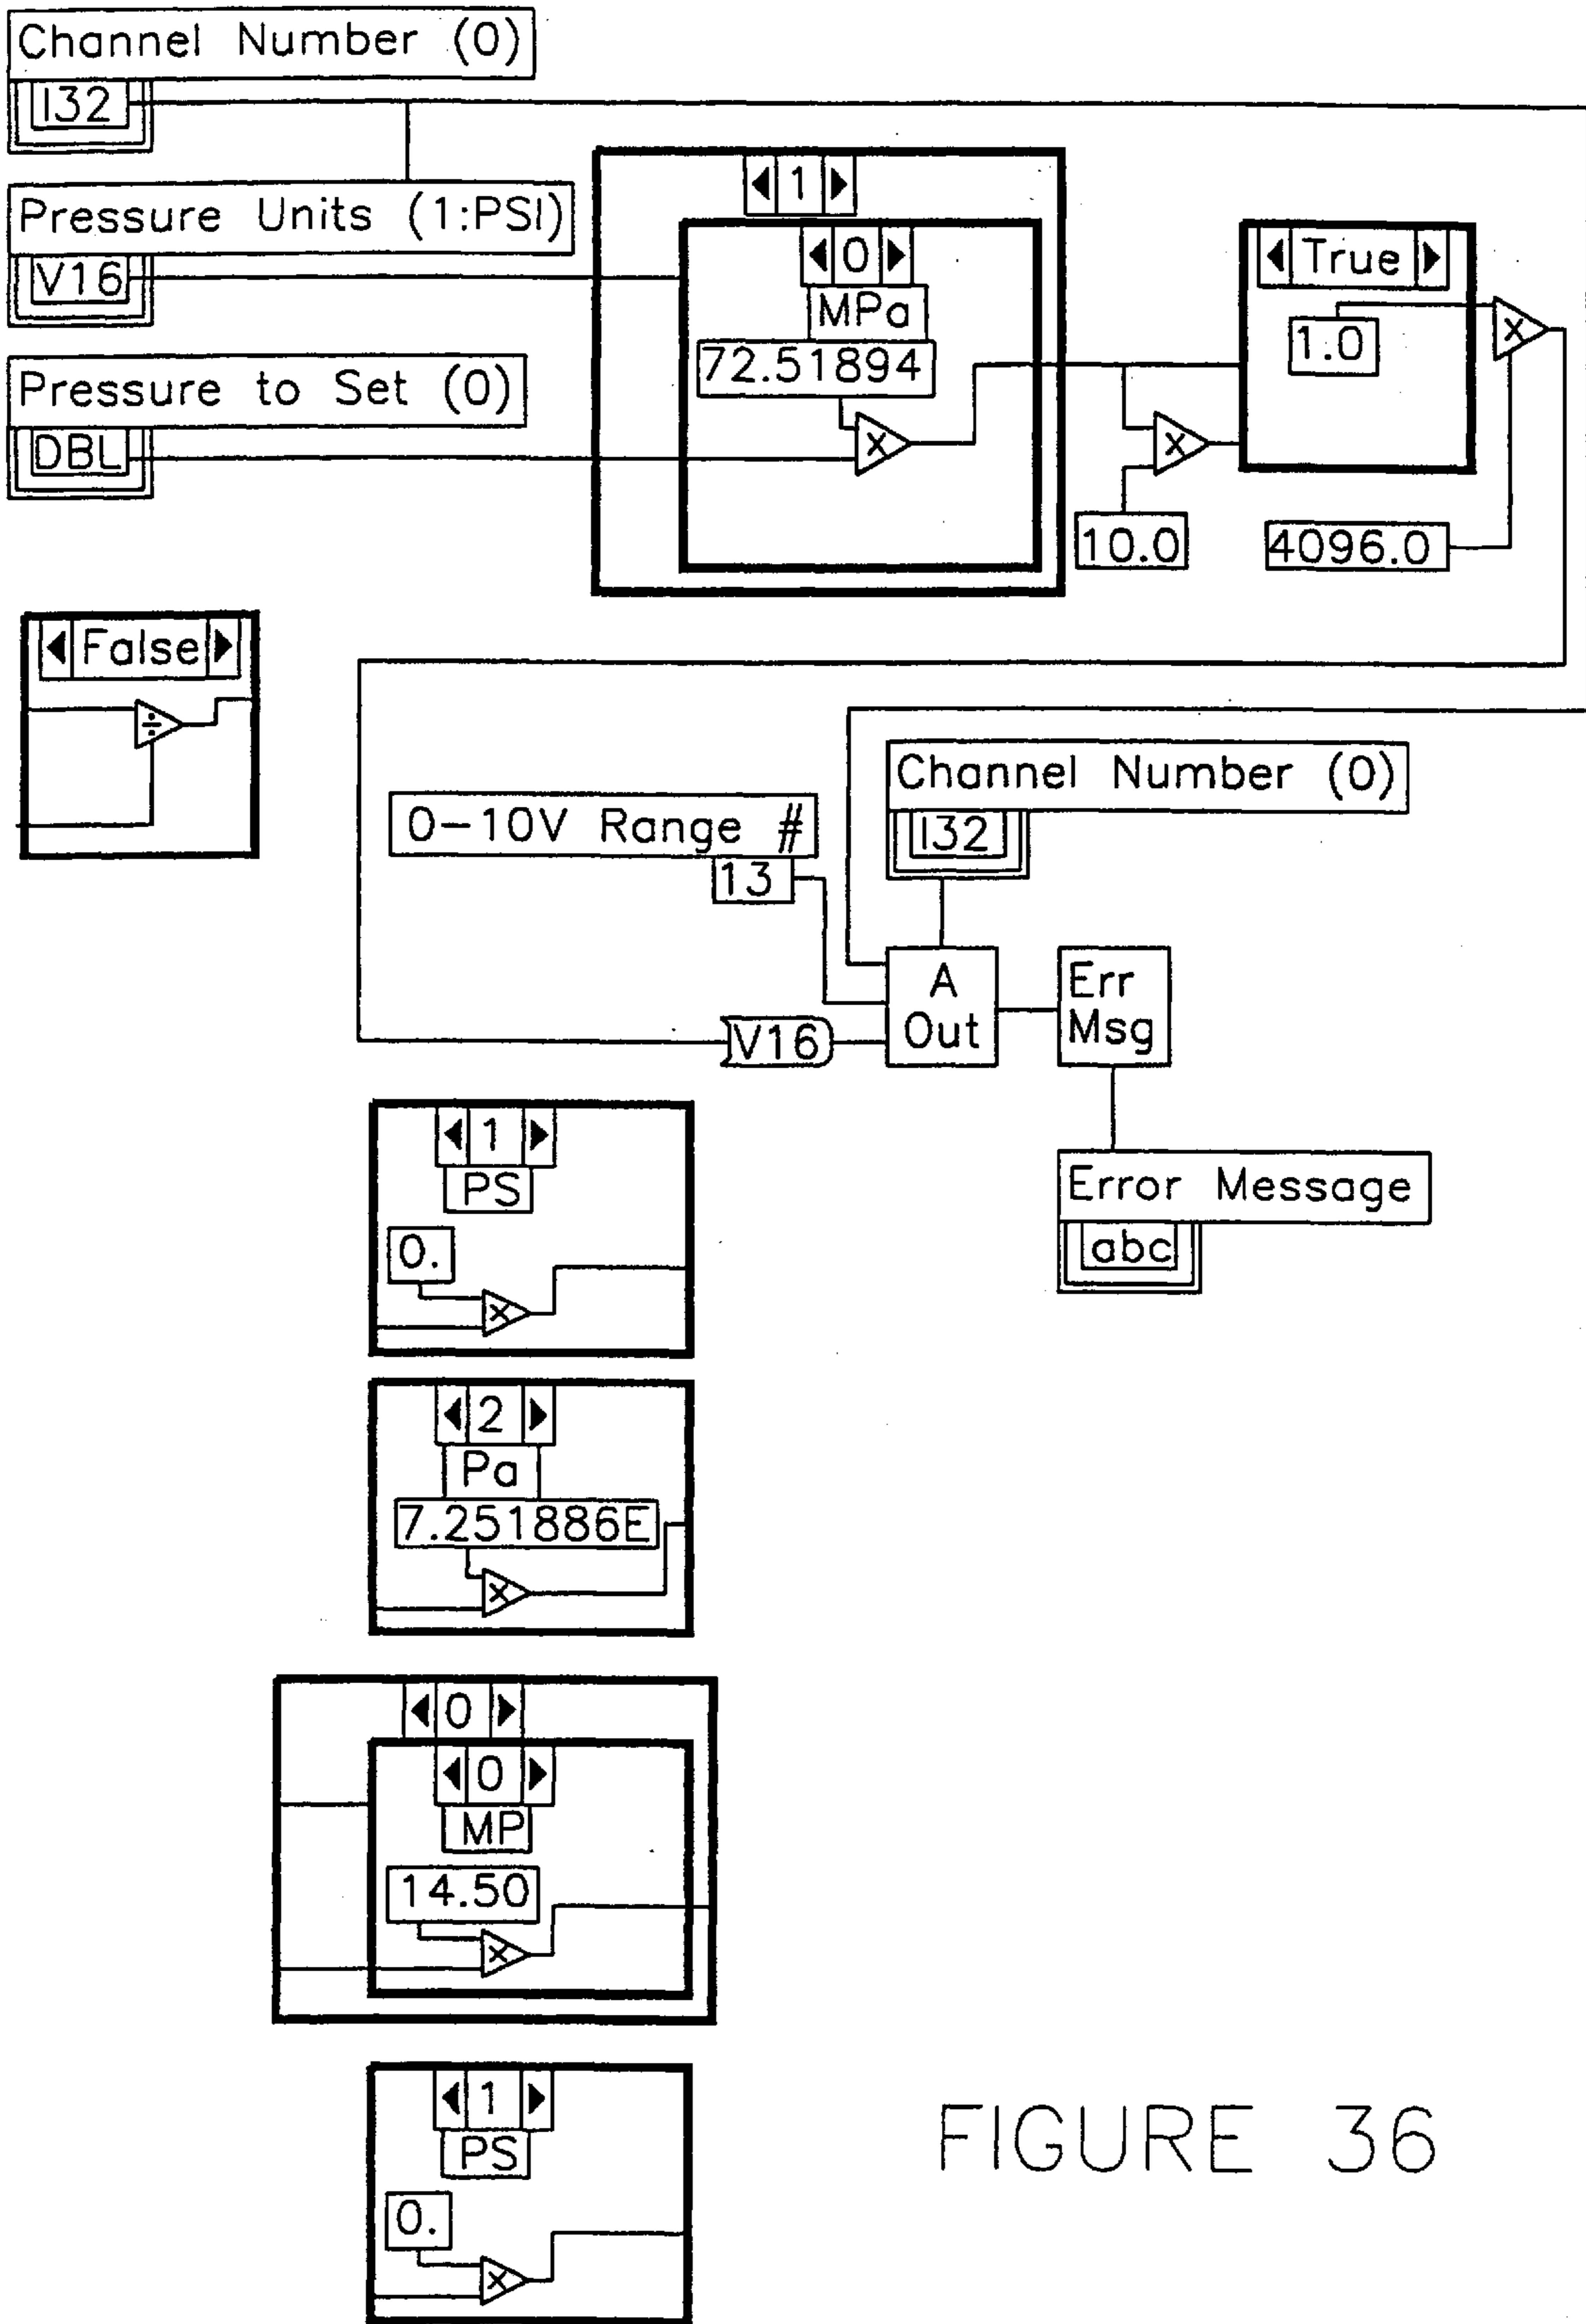 Channel Number (0)
I32
Pressure Units (1:PSI)
V16
Pressure to Set (0)
DBL
1
0
MPa
72.51894
X
X
10.0
True
1.0
X
4096.0
False
÷
0-10V Range #
13
Channel Number (0)
I32
A
Out
V16
Err
Msg
Error Message
abc
1
PS
0.
X
2
Pa
7.251886E
X
0
0
MP
14.50
X
1
PS
0.
X
FIGURE 36